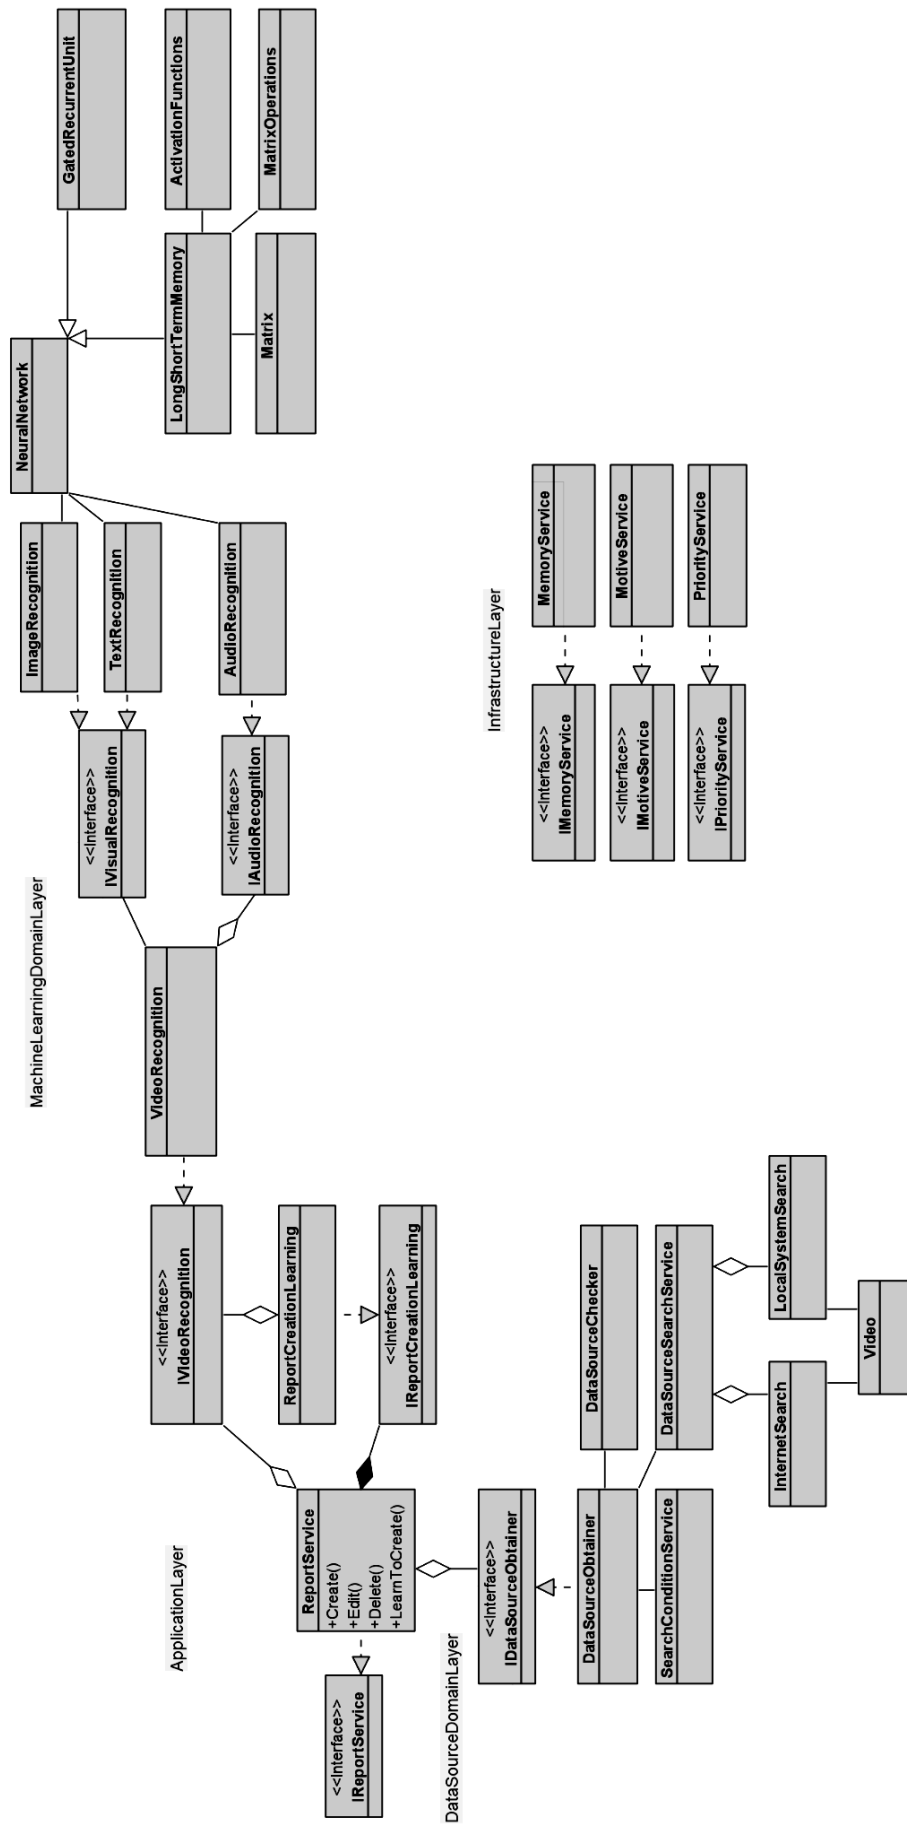 MachineLearningDomainLayer
NeuralNetwork
GatedRecurrentUnit
ImageRecognition
<<Interface>>
IVisualRecognition
TextRecognition
LongShortTermMemory
ActivationFunctions
VideoRecognition
<<Interface>>
IAudioRecognition
AudioRecognition
Matrix
MatrixOperations
ApplicationLayer
<<Interface>>
IVideoRecognition
ReportCreationLearning
<<Interface>>
IReportService
ReportService
+Create()
+Edit()
+Delete()
+LearnToCreate()
<<Interface>>
IReportCreationLearning
DataSourceDomainLayer
<<Interface>>
IDataSourceObtainer
DataSourceObtainer
DataSourceChecker
SearchConditionService
DataSourceSearchService
InternetSearch
LocalSystemSearch
Video
InfrastructureLayer
<<Interface>>
IMemoryService
MemoryService
<<Interface>>
IMotiveService
MotiveService
<<Interface>>
IPriorityService
PriorityService